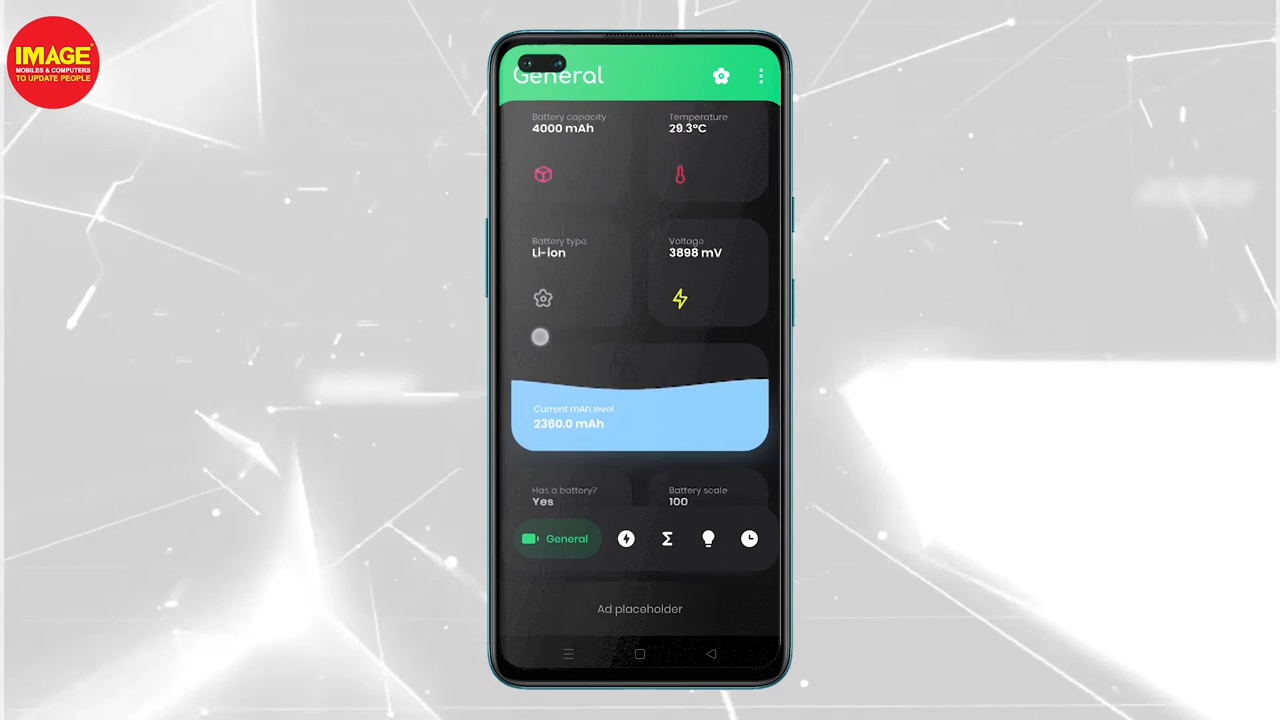 IMAGE
MOBILES & COMPUTERS
TO UPDATE PEOPLE
General
Battery capacity
4000 mAh
Temperature
29.3°C
Battery type
Li-ion
Voltage
3898 mV
Current mAh level
2360.0 mAh
Has a battery?
Yes
Battery scale
100
General
Ad placeholder